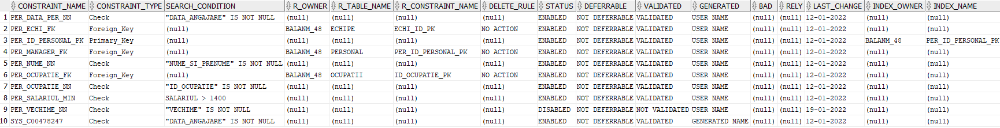 CONSTRAINT_NAME CONSTRAINT_TYPE SEARCH_CONDITION R_OWNER R_TABLE_NAME R_CONSTRAINT_NAME DELETE_RULE STATUS DEFERRABLE VALIDATED GENERATED BAD RELY LAST_CHANGE INDEX_OWNER INDEX_NAME
1 PER_DATA_PER_NN Check "DATA_ANGAJARE" IS NOT NULL (null) (null) (null) (null) ENABLED NOT DEFERRABLE VALIDATED USER NAME (null) (null) 12-01-2022 (null) (null)
2 PER_ECHI_FK Foreign_Key (null) BALANM_48 ECHIPE ECHI_ID_PK NO ACTION ENABLED NOT DEFERRABLE VALIDATED USER NAME (null) (null) 12-01-2022 (null) (null)
3 PER_ID_PERSONAL_PK Primary_Key (null) (null) (null) (null) (null) ENABLED NOT DEFERRABLE VALIDATED USER NAME (null) (null) 12-01-2022 BALANM_48 PER_ID_PERSONAL_PK
4 PER_MANAGER_FK Foreign_Key (null) BALANM_48 PERSONAL PER_ID_PERSONAL_PK NO ACTION ENABLED NOT DEFERRABLE VALIDATED USER NAME (null) (null) 12-01-2022 (null) (null)
5 PER_NUME_NN Check "NUME_SI_PRENUME" IS NOT NULL (null) (null) (null) (null) ENABLED NOT DEFERRABLE VALIDATED USER NAME (null) (null) 12-01-2022 (null) (null)
6 PER_OCUPATIE_FK Foreign_Key (null) BALANM_48 OCUPATII ID_OCUPATIE_PK NO ACTION ENABLED NOT DEFERRABLE VALIDATED USER NAME (null) (null) 12-01-2022 (null) (null)
7 PER_OCUPATIE_NN Check "ID_OCUPATIE" IS NOT NULL (null) (null) (null) (null) ENABLED NOT DEFERRABLE VALIDATED USER NAME (null) (null) 12-01-2022 (null) (null)
8 PER_SALARIUL_MIN Check SALARIUL > 1400 (null) (null) (null) (null) ENABLED NOT DEFERRABLE VALIDATED USER NAME (null) (null) 12-01-2022 (null) (null)
9 PER_VECHIME_NN Check "VECHIME" IS NOT NULL (null) (null) (null) (null) DISABLED NOT DEFERRABLE NOT VALIDATED USER NAME (null) (null) 19-01-2022 (null) (null)
10 SYS_C00478247 Check "DATA_ANGAJARE" IS NOT NULL (null) (null) (null) (null) ENABLED NOT DEFERRABLE VALIDATED GENERATED NAME (null) (null) 12-01-2022 (null) (null)